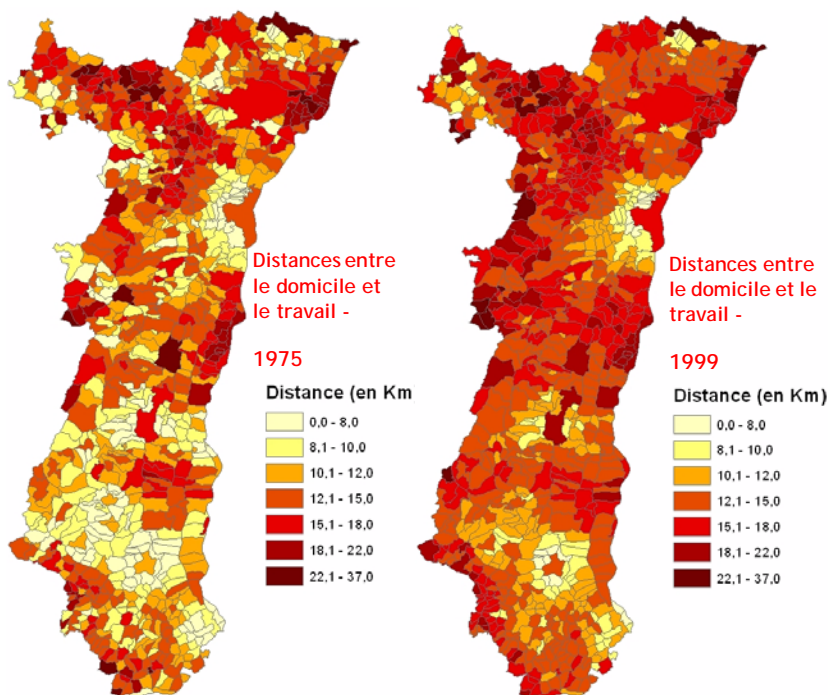 Distances entre
le domicile et
le travail -
1975
Distance (en Km
0,0 - 8,0
8,1 - 10,0
10,1 - 12,0
12,1 - 15,0
15,1 - 18,0
18,1 - 22,0
22,1 - 37,0
Distances entre
le domicile et le
travail -
1999
Distance (en Km)
0,0 - 8,0
8,1 - 10,0
10,1 - 12,0
12,1 - 15,0
15,1 - 18,0
18,1 - 22,0
22,1 - 37,0